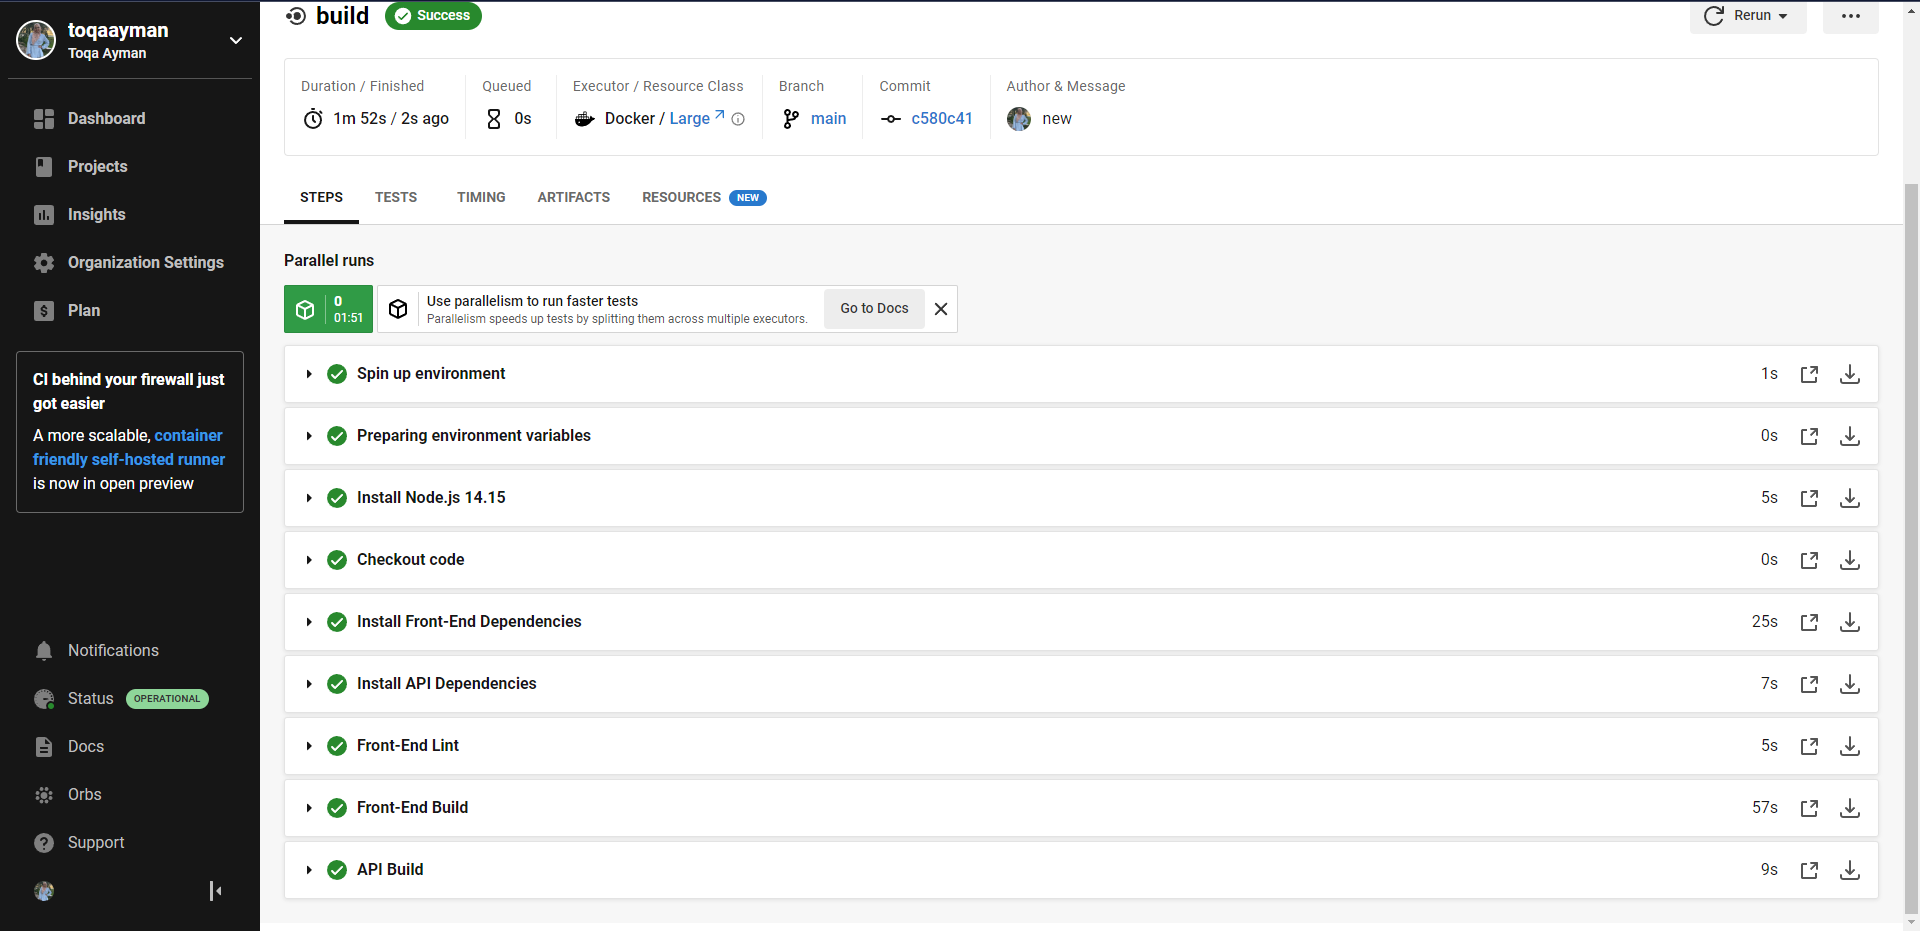 toqaayman
Toqa Ayman
Dashboard
Projects
Insights
Organization Settings
Plan
CI behind your firewall just
got easier
A more scalable, container
friendly self-hosted runner
is now in open preview
Notifications
Status OPERATIONAL
Docs
Orbs
Support
build Success
Rerun
Duration / Finished
1m 52s / 2s ago
Queued
0s
Executor / Resource Class
Docker / Large
Branch
main
Commit
c580c41
Author & Message
new
STEPS TESTS TIMING ARTIFACTS RESOURCES NEW
Parallel runs
0
01:51
Use parallelism to run faster tests
Parallelism speeds up tests by splitting them across multiple executors.
Go to Docs
Spin up environment 1s
Preparing environment variables 0s
Install Node.js 14.15 5s
Checkout code 0s
Install Front-End Dependencies 25s
Install API Dependencies 7s
Front-End Lint 5s
Front-End Build 57s
API Build 9s